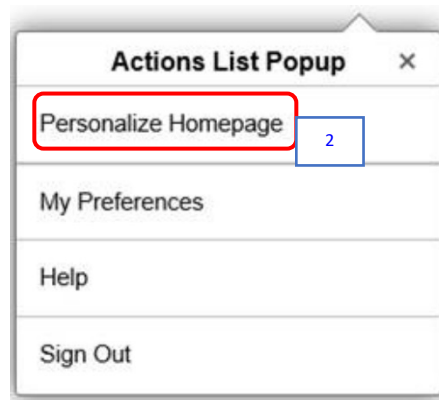 Actions List Popup ×
Personalize Homepage
2
My Preferences
Help
Sign Out